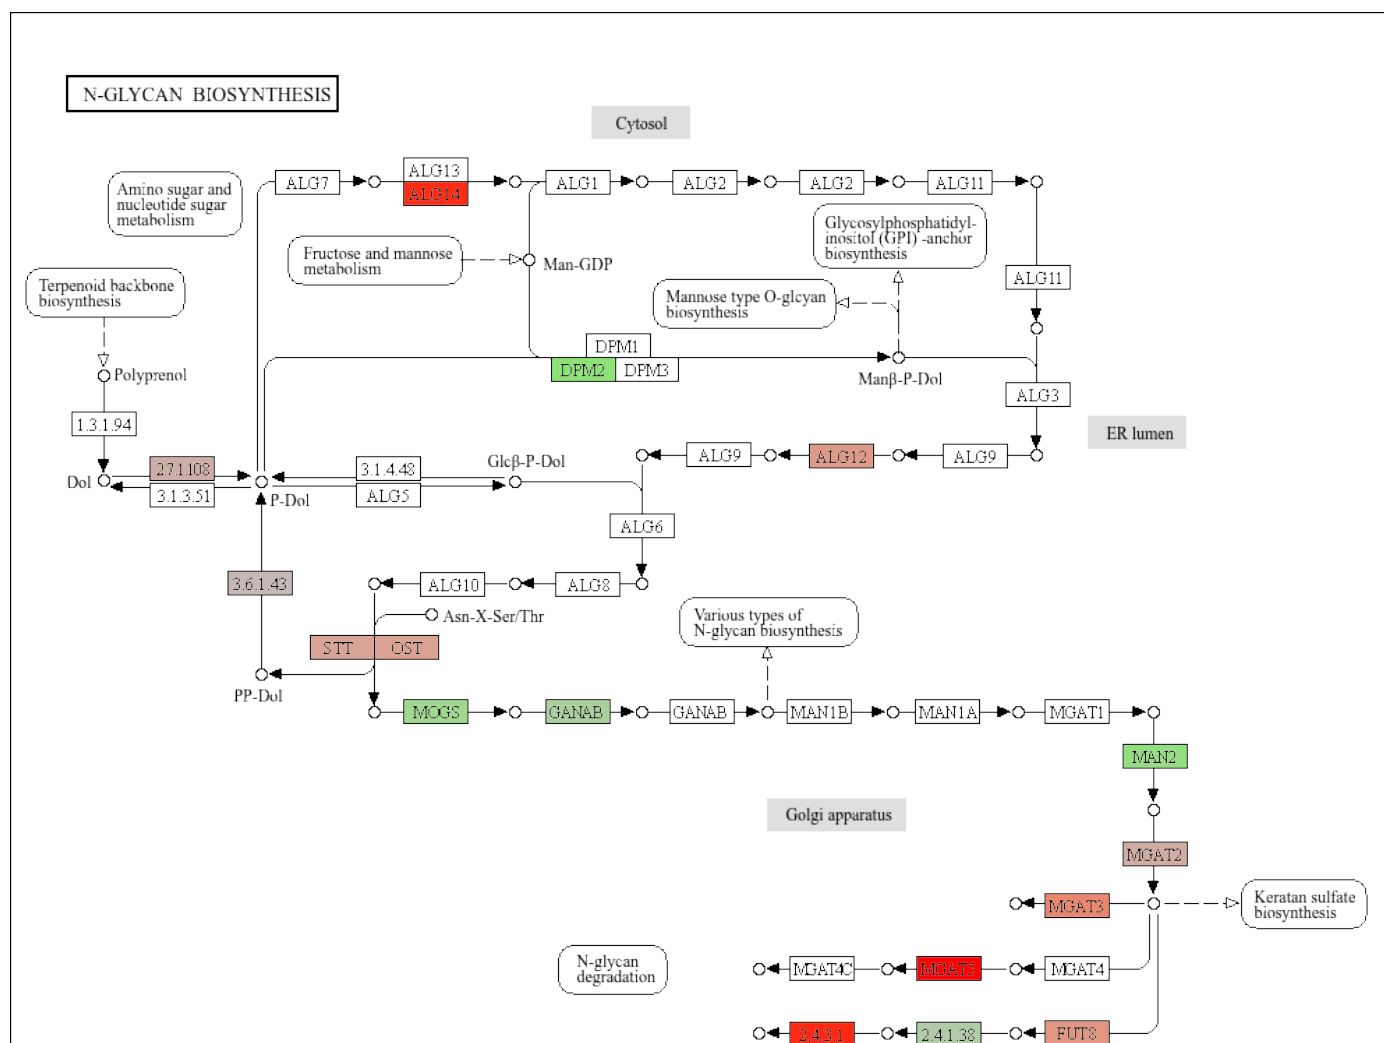 N-GLYCAN BIOSYNTHESIS
Cytosol
Amino sugar and
nucleotide sugar
metabolism
ALG7
ALG13
ALG14
ALG1
ALG2
ALG2
ALG11
Glycosylphosphatidyl-
inositol (GPI) -anchor
biosynthesis
Fructose and mannose
metabolism
Man-GDP
ALG11
Terpenoid backbone
biosynthesis
Mannose type O-glcyan
biosynthesis
DPM1
DPM2
DPM3
Manβ-P-Dol
Polyprenol
ALG3
1.3.1.94
ER lumen
ALG9
ALG12
ALG9
Glcβ-P-Dol
2.7.1.108
3.1.4.48
Dol
3.1.3.51
P-Dol
ALG5
ALG6
3.6.1.43
ALG10
ALG8
Asn-X-Ser/Thr
Various types of
N-glycan biosynthesis
STT
OST
PP-Dol
MOGS
GANAB
GANAB
MAN1B
MAN1A
MGAT1
MAN2
Golgi apparatus
MGAT2
MGAT3
Keratan sulfate
biosynthesis
N-glycan
degradation
MGAT4C
MGAT5
MGAT4
2.4.3.1
2.4.1.38
FUT8